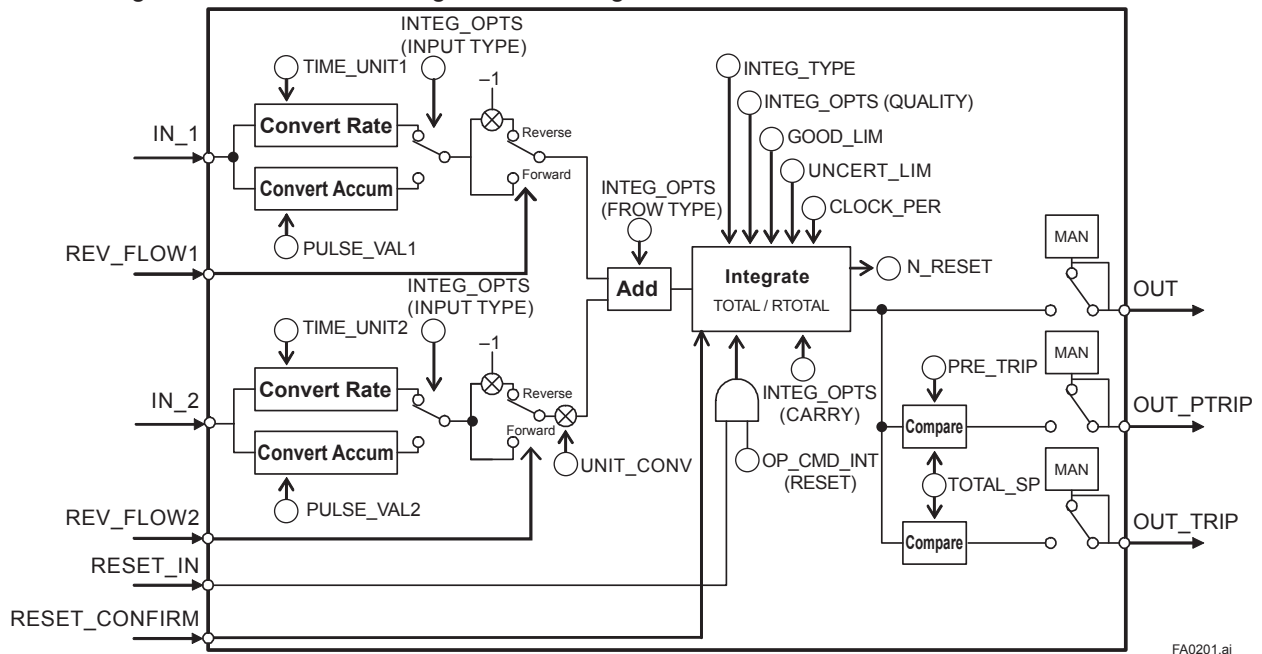 INTEG_OPTS
(INPUT TYPE)
TIME_UNIT1
–1
INTEG_TYPE
INTEG_OPTS (QUALITY)
GOOD_LIM
UNCERT_LIM
CLOCK_PER
IN_1
Convert Rate
Reverse
Convert Accum
Forward
INTEG_OPTS
(FROW TYPE)
REV_FLOW1
PULSE_VAL1
Add
Integrate
TOTAL / RTOTAL
N_RESET
MAN
OUT
INTEG_OPTS
(INPUT TYPE)
TIME_UNIT2
–1
IN_2
Convert Rate
Reverse
Convert Accum
Forward
UNIT_CONV
INTEG_OPTS
(CARRY)
OP_CMD_INT
(RESET)
PRE_TRIP
MAN
Compare
OUT_PTRIP
TOTAL_SP
MAN
Compare
OUT_TRIP
PULSE_VAL2
REV_FLOW2
RESET_IN
RESET_CONFIRM
FA0201.ai